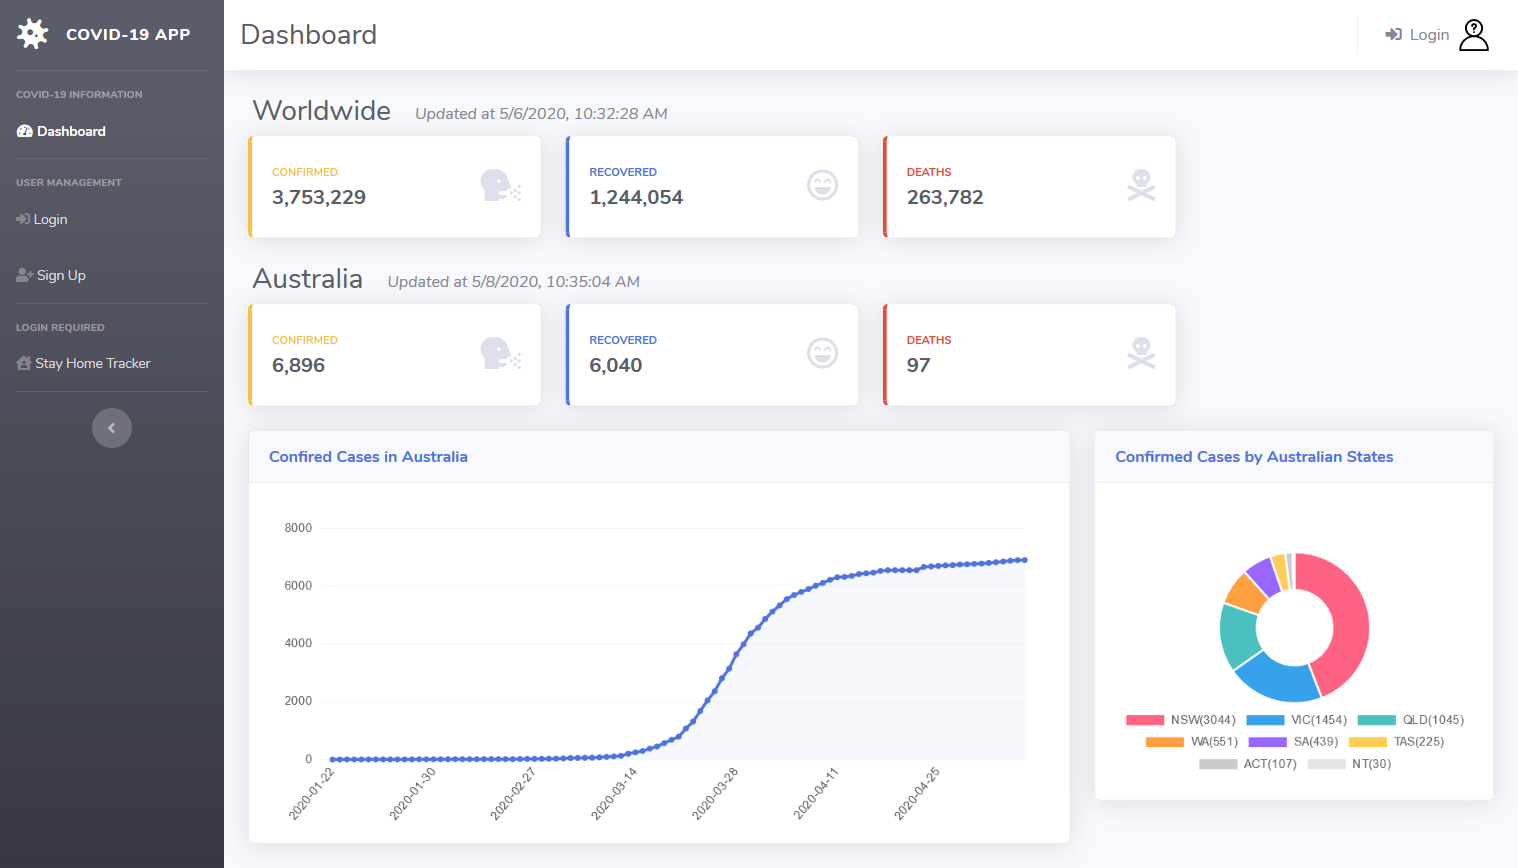 COVID-19 APP
COVID-19 INFORMATION
Dashboard
USER MANAGEMENT
Login
Sign Up
LOGIN REQUIRED
Stay Home Tracker
Dashboard
Login
Worldwide Updated at 5/6/2020, 10:32:28 AM
CONFIRMED
3,753,229
RECOVERED
1,244,054
DEATHS
263,782
Australia Updated at 5/8/2020, 10:35:04 AM
CONFIRMED
6,896
RECOVERED
6,040
DEATHS
97
Confired Cases in Australia
8000
6000
4000
2000
0
2020-01-22
2020-01-30
2020-02-27
2020-03-14
2020-03-28
2020-04-11
2020-04-25
Confirmed Cases by Australian States
NSW(3044) VIC(1454) QLD(1045)
WA(551) SA(439) TAS(225)
ACT(107) NT(30)